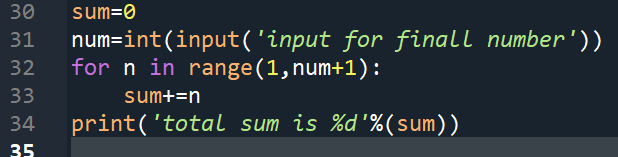 30 sum=0
31 num=int(input('input for finall number'))
32 for n in range(1,num+1):
33     sum+=n
34 print('total sum is %d'%(sum))
35